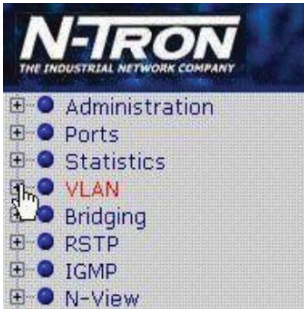 N-TRON
THE INDUSTRIAL NETWORK COMPANY
Administration
Ports
Statistics
VLAN
Bridging
RSTP
IGMP
N-View